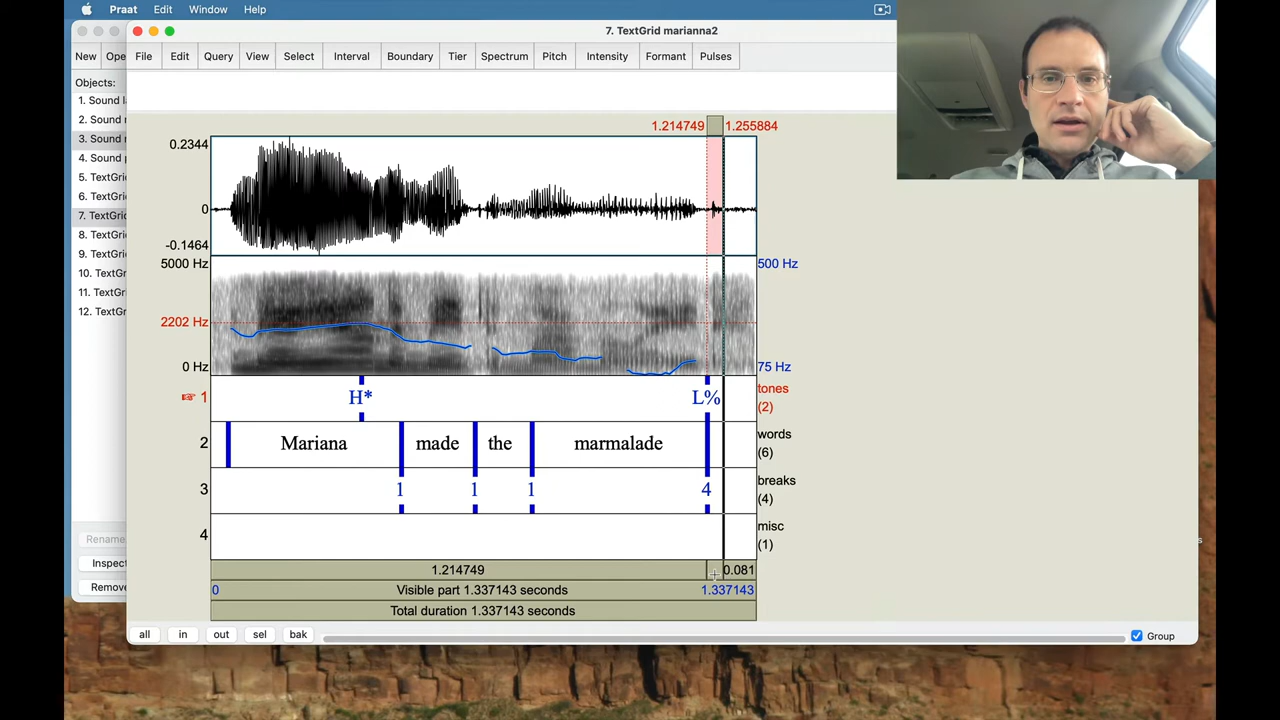 Praat Edit Window Help
7. TextGrid marianna2
New Ope File Edit Query View Select Interval Boundary Tier Spectrum Pitch Intensity Formant Pulses
Objects:
1. Sound
2. Sound
3. Sound
4. Sound
5. TextGri
6. TextGri
7. TextGri
8. TextGri
9. TextGri
10. TextGr
11. TextGri
12. TextGr
Rename
Inspect
Remove
1.214749 1.255884
0.2344
0
-0.1464
5000 Hz 500 Hz
2202 Hz
0 Hz 75 Hz
1 H* L% tones
(2)
2 Mariana made the marmalade words
(6)
3 1 1 1 4 breaks
(4)
4 misc
(1)
1.214749 0.081
0 Visible part 1.337143 seconds 1.337143
Total duration 1.337143 seconds
all in out sel bak Group